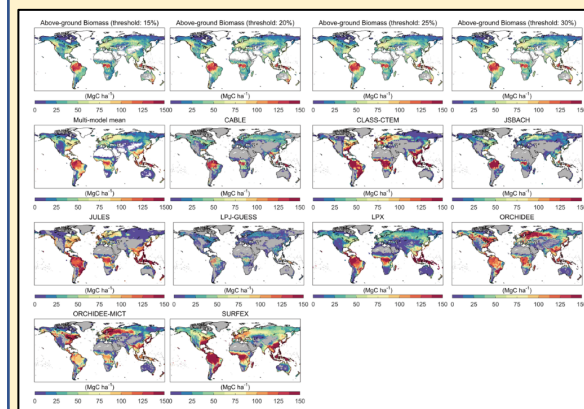 Above-ground Biomass (threshold: 15%) Above-ground Biomass (threshold: 20%) Above-ground Biomass (threshold: 25%) Above-ground Biomass (threshold: 30%)
(MgC ha⁻¹) (MgC ha⁻¹) (MgC ha⁻¹) (MgC ha⁻¹)
0 25 50 75 100 125 150 0 25 50 75 100 125 150 0 25 50 75 100 125 150 0 25 50 75 100 125 150
Multi-model mean CABLE CLASS-CTEM JSBACH
(MgC ha⁻¹) (MgC ha⁻¹) (MgC ha⁻¹) (MgC ha⁻¹)
0 25 50 75 100 125 150 0 25 50 75 100 125 150 0 25 50 75 100 125 150 0 25 50 75 100 125 150
JULES LPJ-GUESS LPX ORCHIDEE
(MgC ha⁻¹) (MgC ha⁻¹) (MgC ha⁻¹) (MgC ha⁻¹)
0 25 50 75 100 125 150 0 25 50 75 100 125 150 0 25 50 75 100 125 150 0 25 50 75 100 125 150
ORCHIDEE-MICT SURFEX
(MgC ha⁻¹) (MgC ha⁻¹)
0 25 50 75 100 125 150 0 25 50 75 100 125 150